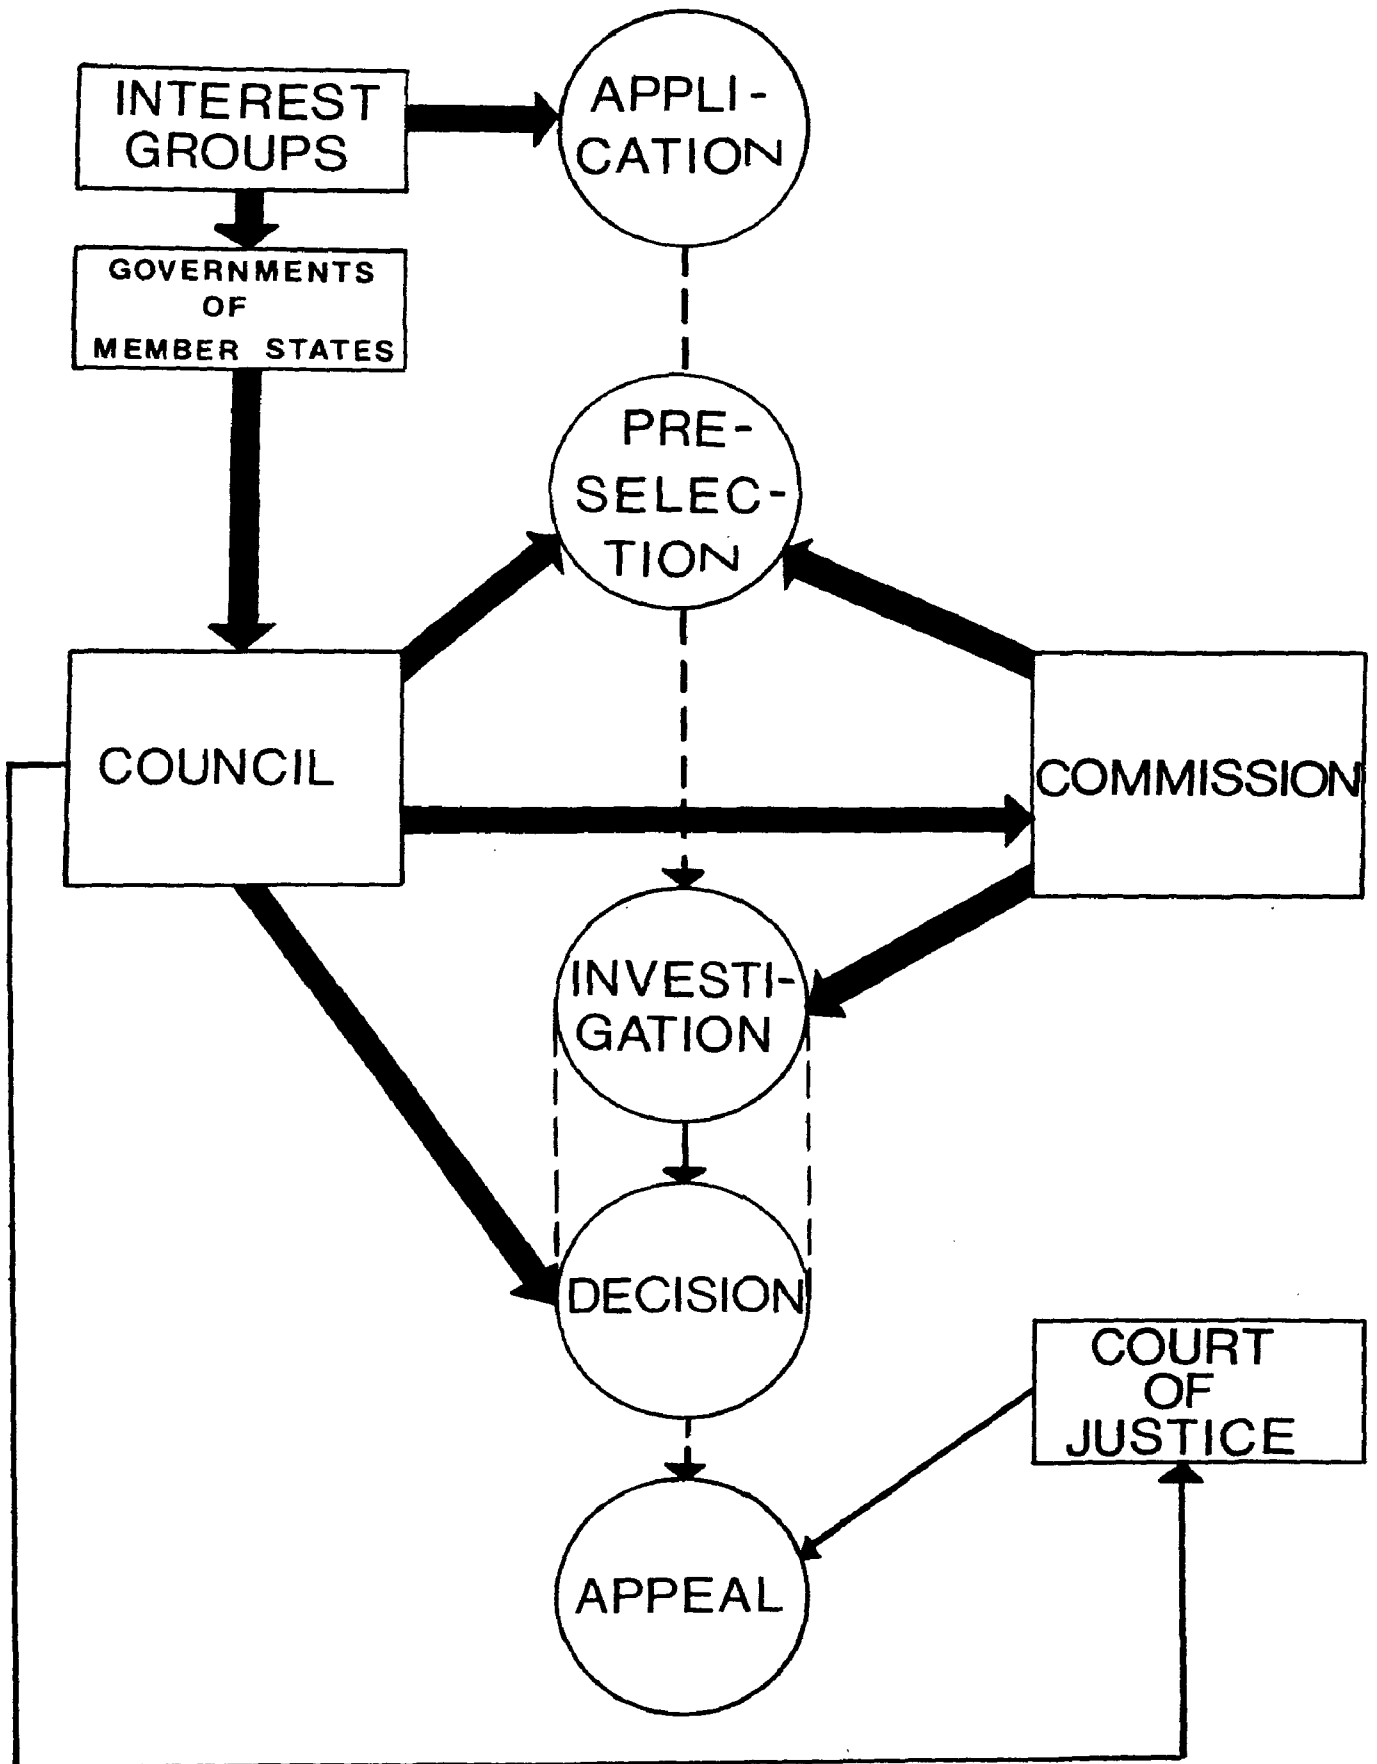 INTEREST
GROUPS
APPLI-
CATION
GOVERNMENTS
OF
MEMBER STATES
PRE-
SELEC-
TION
COUNCIL
COMMISSION
INVESTI-
GATION
DECISION
COURT
OF
JUSTICE
APPEAL